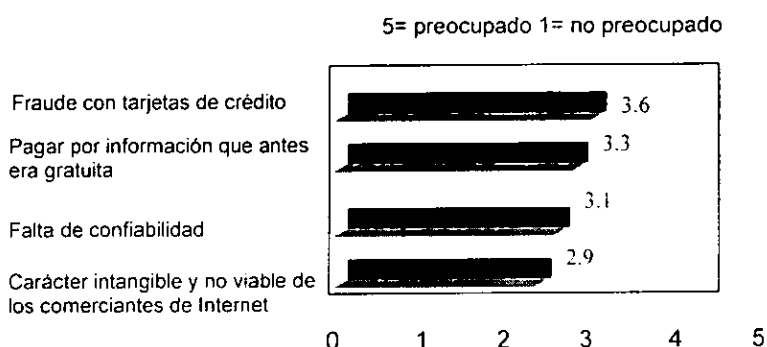 5= preocupado 1= no preocupado
Fraude con tarjetas de crédito
3.6
Pagar por información que antes
era gratuita
3.3
Falta de confiabilidad
3.1
Carácter intangible y no viable de
los comerciantes de Internet
2.9
0 1 2 3 4 5